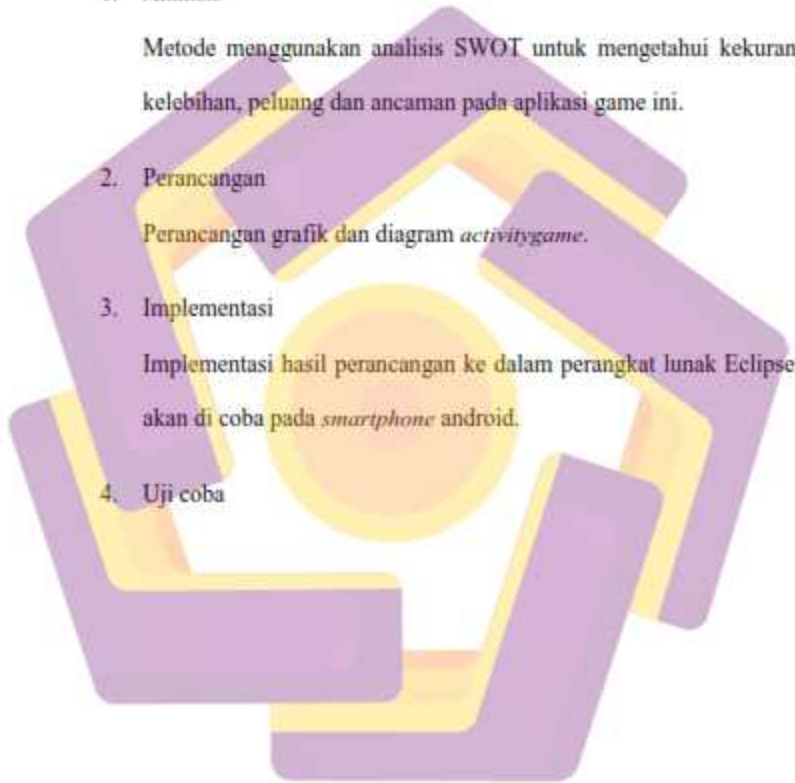 Metode menggunakan analisis SWOT untuk mengetahui
kelebihan, peluang dan ancaman pada aplikasi game ini.
2. Perancangan
Perancangan grafik dan diagram activitygame.
3. Implementasi
Implementasi hasil perancangan ke dalam perangkat lunak Eclipse
akan di coba pada smartphone android.
4. Uji coba